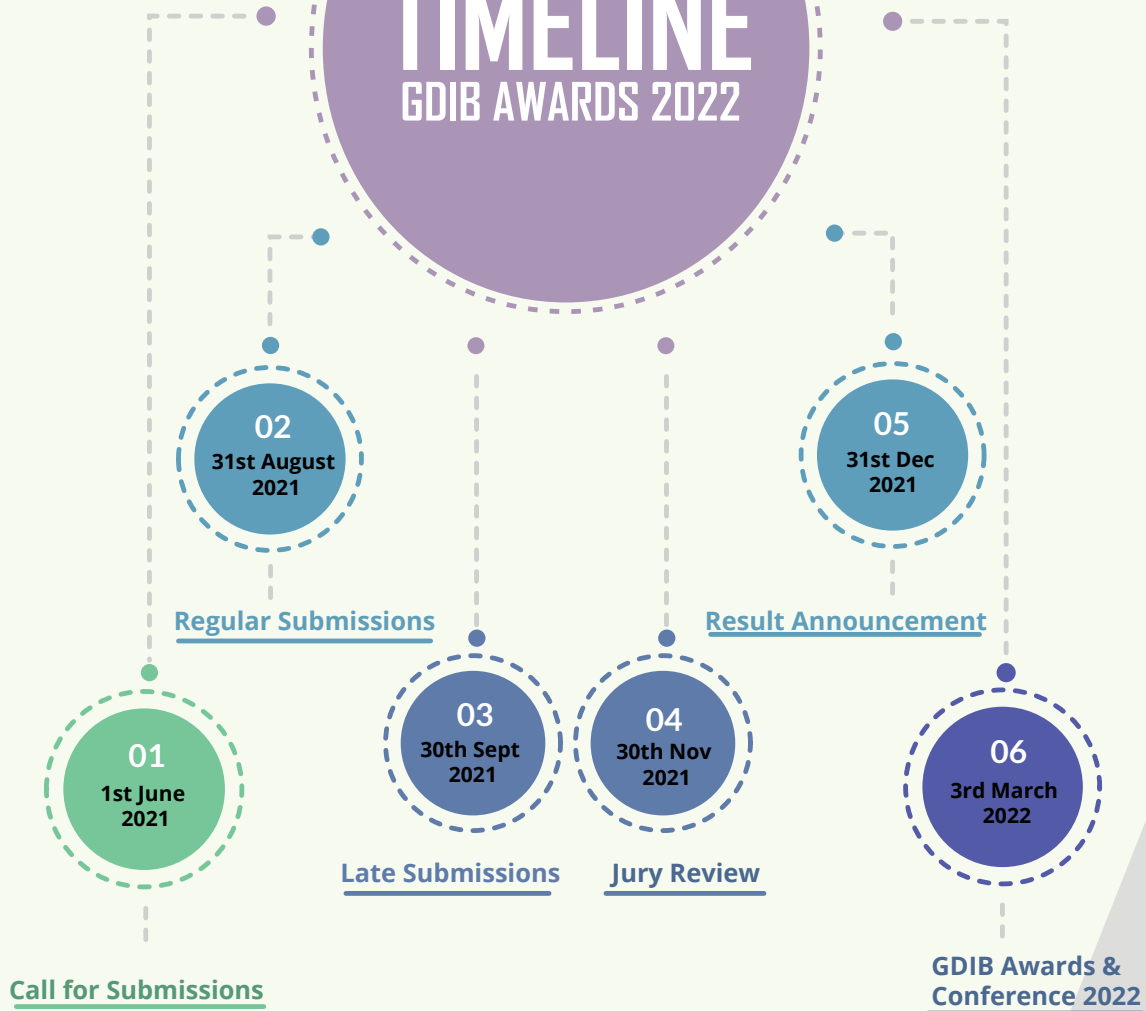 TIMELINE
GDIB AWARDS 2022
02
31st August
2021
05
31st Dec
2021
Regular Submissions
Result Announcement
03
30th Sept
2021
04
30th Nov
2021
01
1st June
2021
06
3rd March
2022
Late Submissions
Jury Review
Call for Submissions
GDIB Awards &
Conference 2022